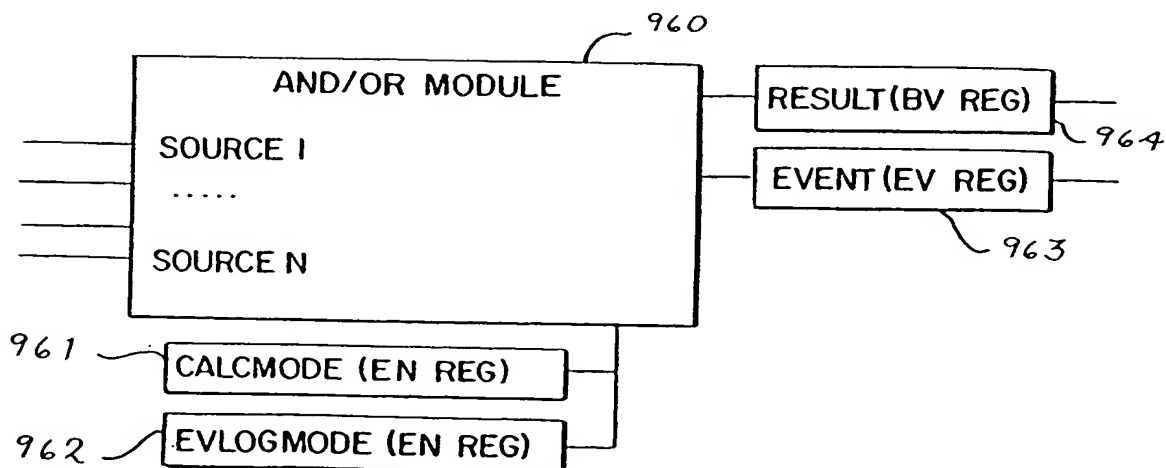 960
AND/OR MODULE
RESULT(BV REG)
964
SOURCE 1
.....
EVENT(EV REG)
963
SOURCE N
961
CALCMODE (EN REG)
962
EVLOGMODE (EN REG)